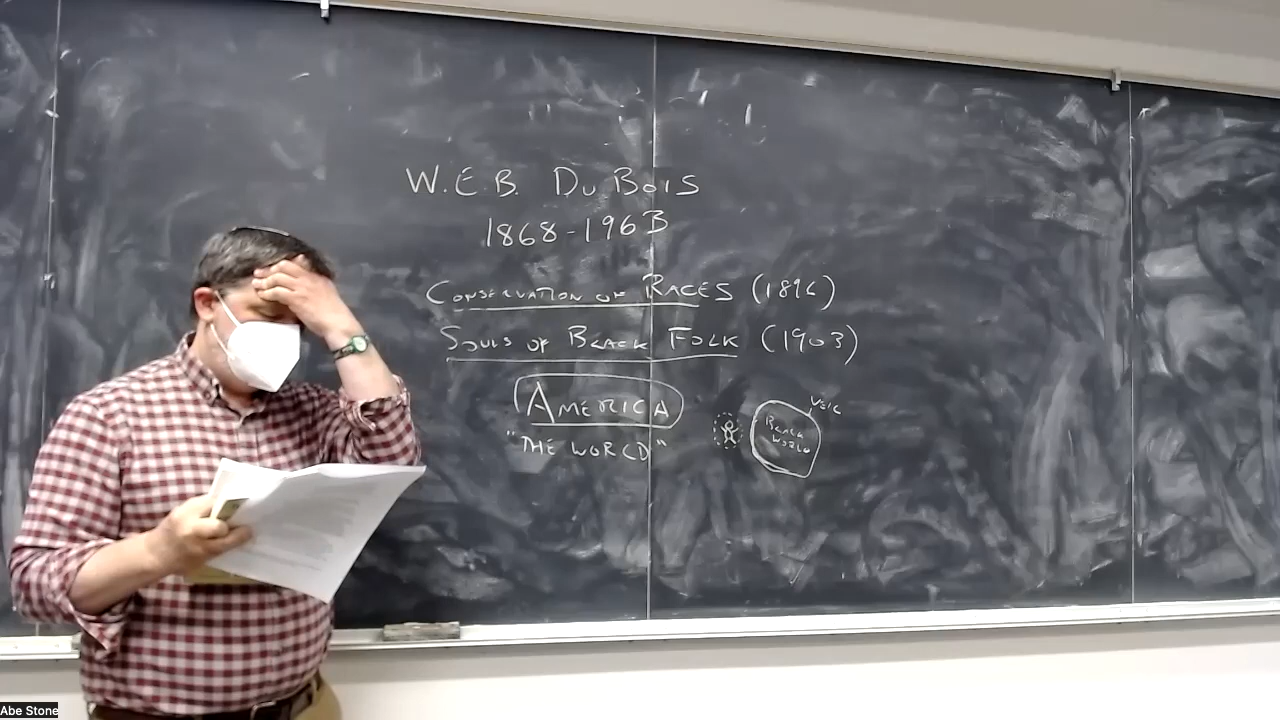 W.E.B. DU BOIS
1868-1963
CONSERVATION OF RACES (1896)
SOULS OF BLACK FOLK (1903)
AMERICA
"THE WORLD"
VEIL
BLACK
WORLD
Abe Stone